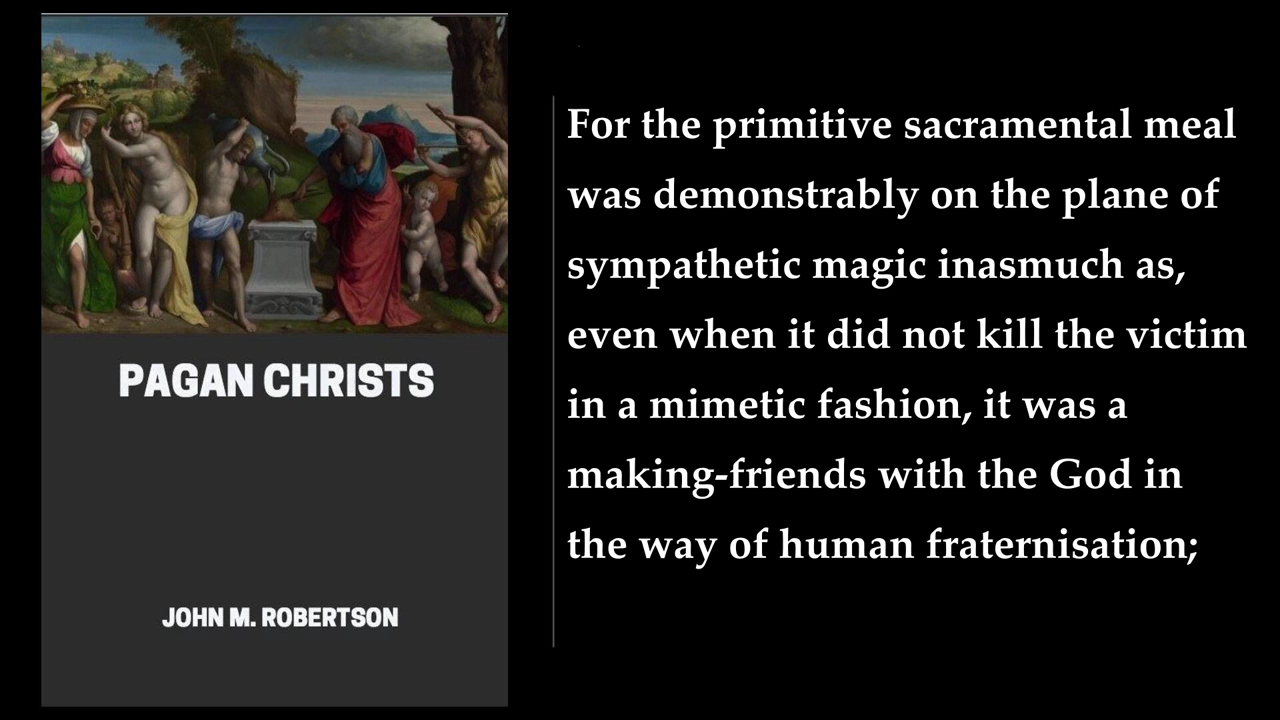 PAGAN CHRISTS
JOHN M. ROBERTSON
For the primitive sacramental meal
was demonstrably on the plane of
sympathetic magic inasmuch as,
even when it did not kill the victim
in a mimetic fashion, it was a
making-friends with the God in
the way of human fraternisation;